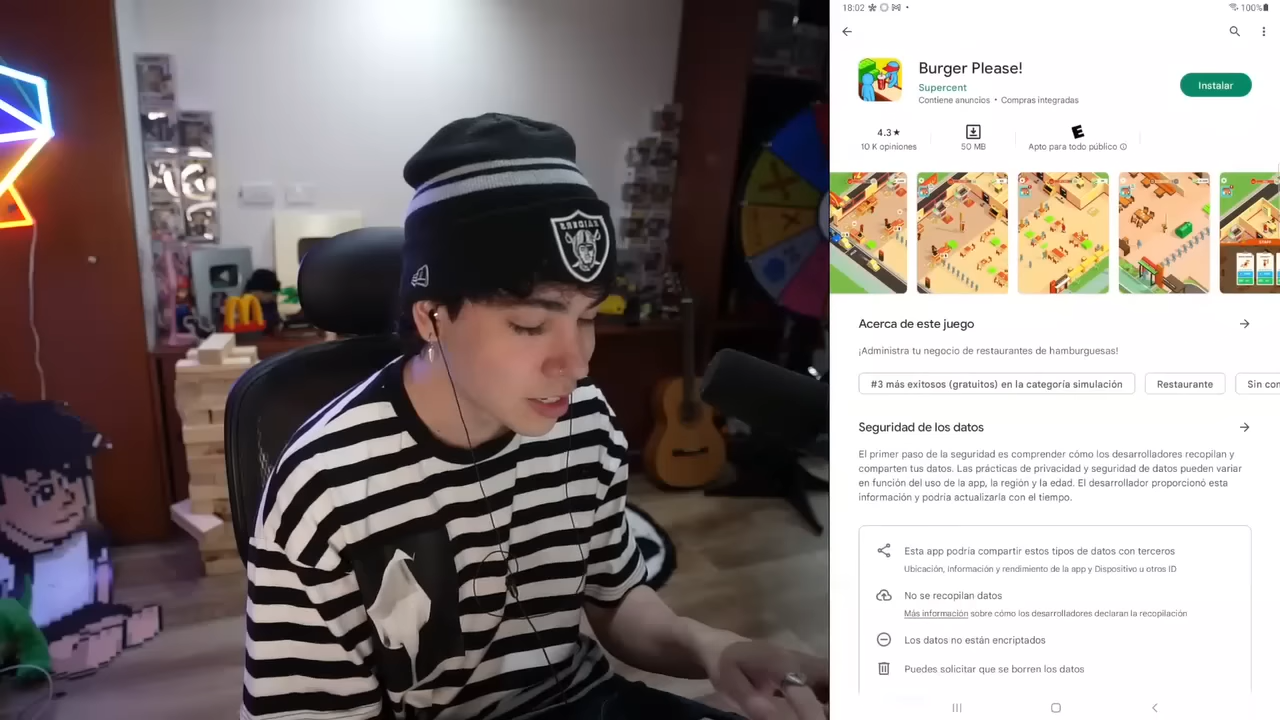 18:02
100%
Burger Please!
Supercent
Contiene anuncios • Compras integradas
Instalar
4.3★
10 K opiniones
50 MB
E
Apto para todo público
Acerca de este juego
¡Administra tu negocio de restaurantes de hamburguesas!
#3 más exitosos (gratuitos) en la categoría simulación
Restaurante
Sin con
Seguridad de los datos
El primer paso de la seguridad es comprender cómo los desarrolladores recopilan y
comparten tus datos. Las prácticas de privacidad y seguridad de datos pueden variar
en función del uso de la app, la región y la edad. El desarrollador proporcionó esta
información y podría actualizarla con el tiempo.
Esta app podría compartir estos tipos de datos con terceros
Ubicación, Información y rendimiento de la app y Dispositivo u otros ID
No se recopilan datos
Más información sobre cómo los desarrolladores declaran la recopilación
Los datos no están encriptados
Puedes solicitar que se borren los datos
RAIDERS